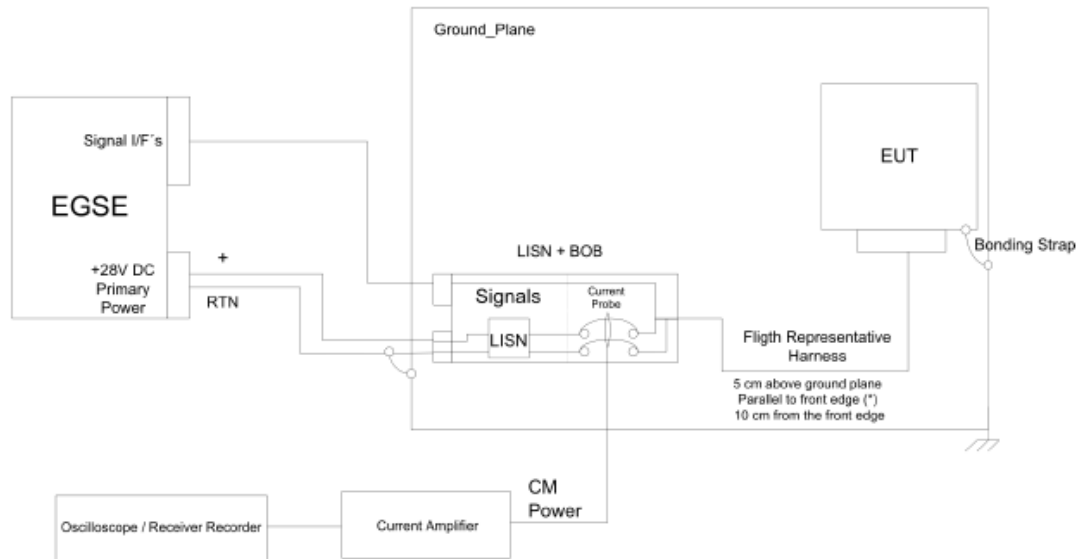 Ground_Plane
Signal I/F´s
EGSE
EUT
+28V DC
Primary
Power
+
RTN
Bonding Strap
LISN + BOB
Signals
Current
Probe
LISN
Fligth Representative
Harness
5 cm above ground plane
Parallel to front edge (*)
10 cm from the front edge
CM
Power
Oscilloscope / Receiver Recorder
Current Amplifier